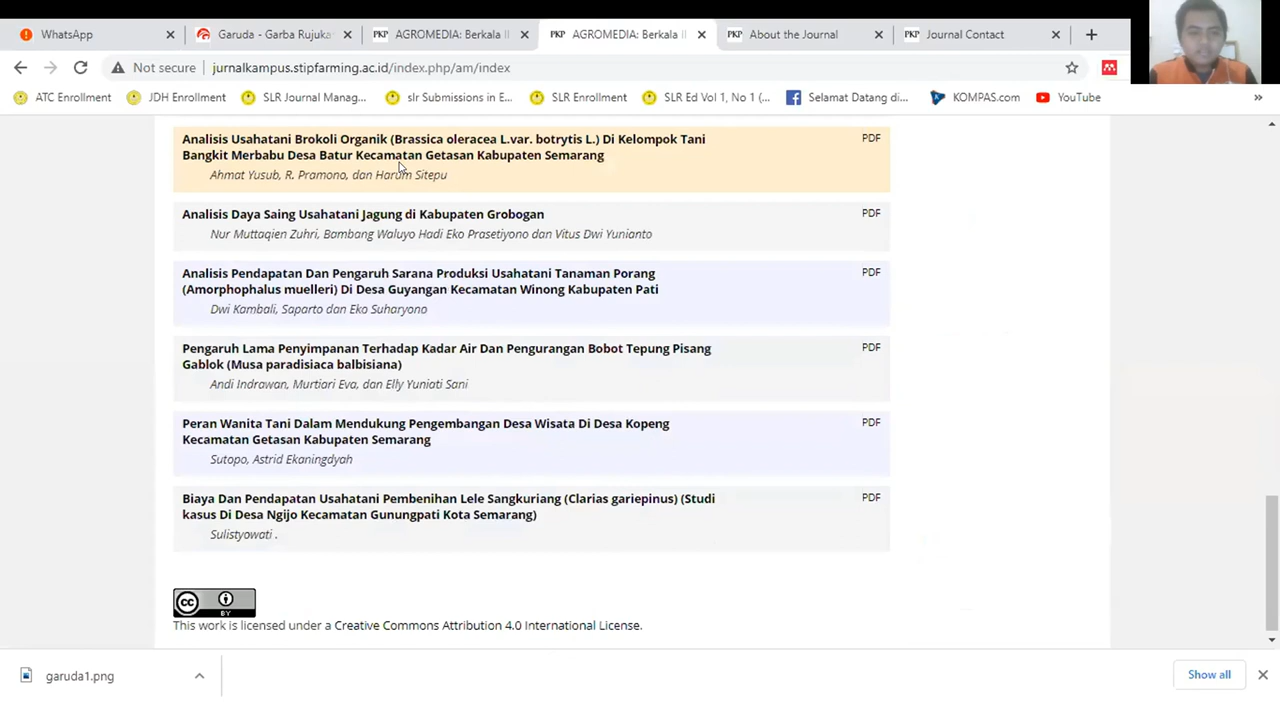 WhatsApp
Garuda - Garba Rujuka
PKP AGROMEDIA: Berkala I
PKP AGROMEDIA: Berkala I
PKP About the Journal
PKP Journal Contact
Not secure jurnalkampus.stipfarming.ac.id/index.php/am/index
ATC Enrollment
JDH Enrollment
SLR Journal Manag...
slr Submissions in E...
SLR Enrollment
SLR Ed Vol 1, No 1 (...
Selamat Datang di...
KOMPAS.com
YouTube
Analisis Usahatani Brokoli Organik (Brassica oleracea L.var. botrytis L.) Di Kelompok Tani PDF
Bangkit Merbabu Desa Batur Kecamatan Getasan Kabupaten Semarang
Ahmat Yusub, R. Pramono, dan Harum Sitepu
Analisis Daya Saing Usahatani Jagung di Kabupaten Grobogan PDF
Nur Muttaqien Zuhri, Bambang Waluyo Hadi Eko Prasetiyono dan Vitus Dwi Yunianto
Analisis Pendapatan Dan Pengaruh Sarana Produksi Usahatani Tanaman Porang PDF
(Amorphophalus muelleri) Di Desa Guyangan Kecamatan Winong Kabupaten Pati
Dwi Kambali, Saparto dan Eko Suharyono
Pengaruh Lama Penyimpanan Terhadap Kadar Air Dan Pengurangan Bobot Tepung Pisang PDF
Gablok (Musa paradisiaca balbisiana)
Andi Indrawan, Murtiari Eva, dan Elly Yuniati Sani
Peran Wanita Tani Dalam Mendukung Pengembangan Desa Wisata Di Desa Kopeng PDF
Kecamatan Getasan Kabupaten Semarang
Sutopo, Astrid Ekaningdyah
Biaya Dan Pendapatan Usahatani Pembenihan Lele Sangkuriang (Clarias gariepinus) (Studi PDF
kasus Di Desa Ngijo Kecamatan Gunungpati Kota Semarang)
Sulistyowati .
cc BY
This work is licensed under a Creative Commons Attribution 4.0 International License.
garuda1.png
Show all